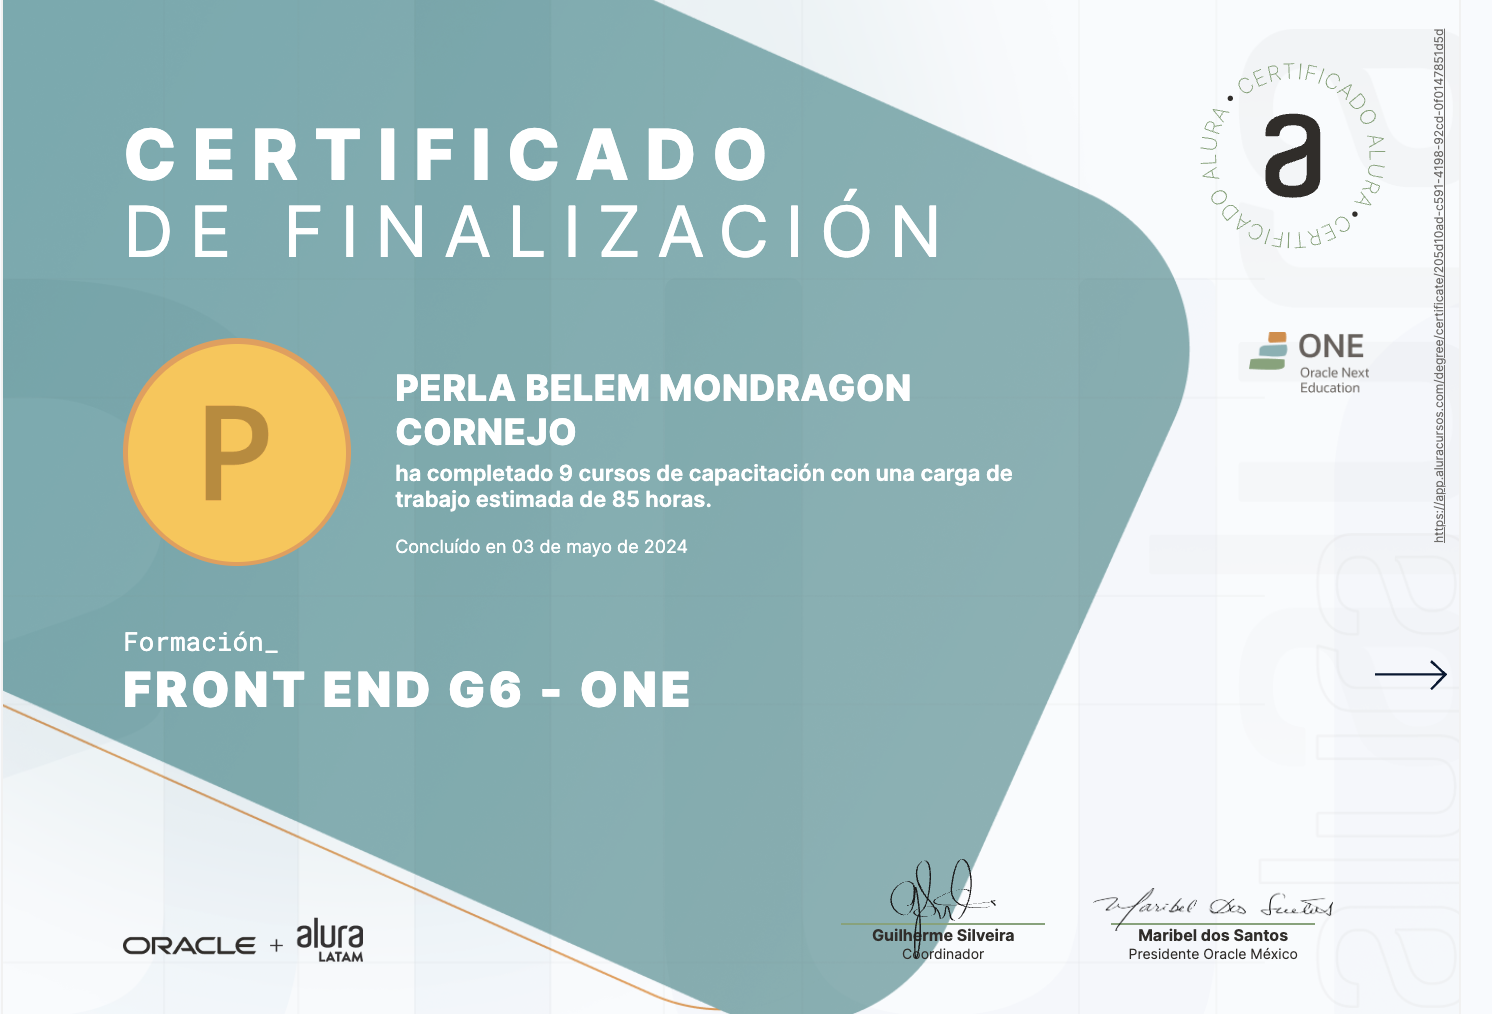 CERTIFICADO
DE FINALIZACIÓN
P
PERLA BELEM MONDRAGON
CORNEJO
ha completado 9 cursos de capacitación con una carga de
trabajo estimada de 85 horas.
Concluído en 03 de mayo de 2024
Formación_
FRONT END G6 - ONE
ORACLE + alura
LATAM
Guilherme Silveira
Coordinador
Maribel Dos Santos
Maribel dos Santos
Presidente Oracle México
• CERTIFICADO ALURA • CERTIFICADO ALURA
a
ONE
Oracle Next
Education
https://app.aluracursos.com/degree/certificate/205d10ad-c591-4198-92cd-0f0147851d5d
alura